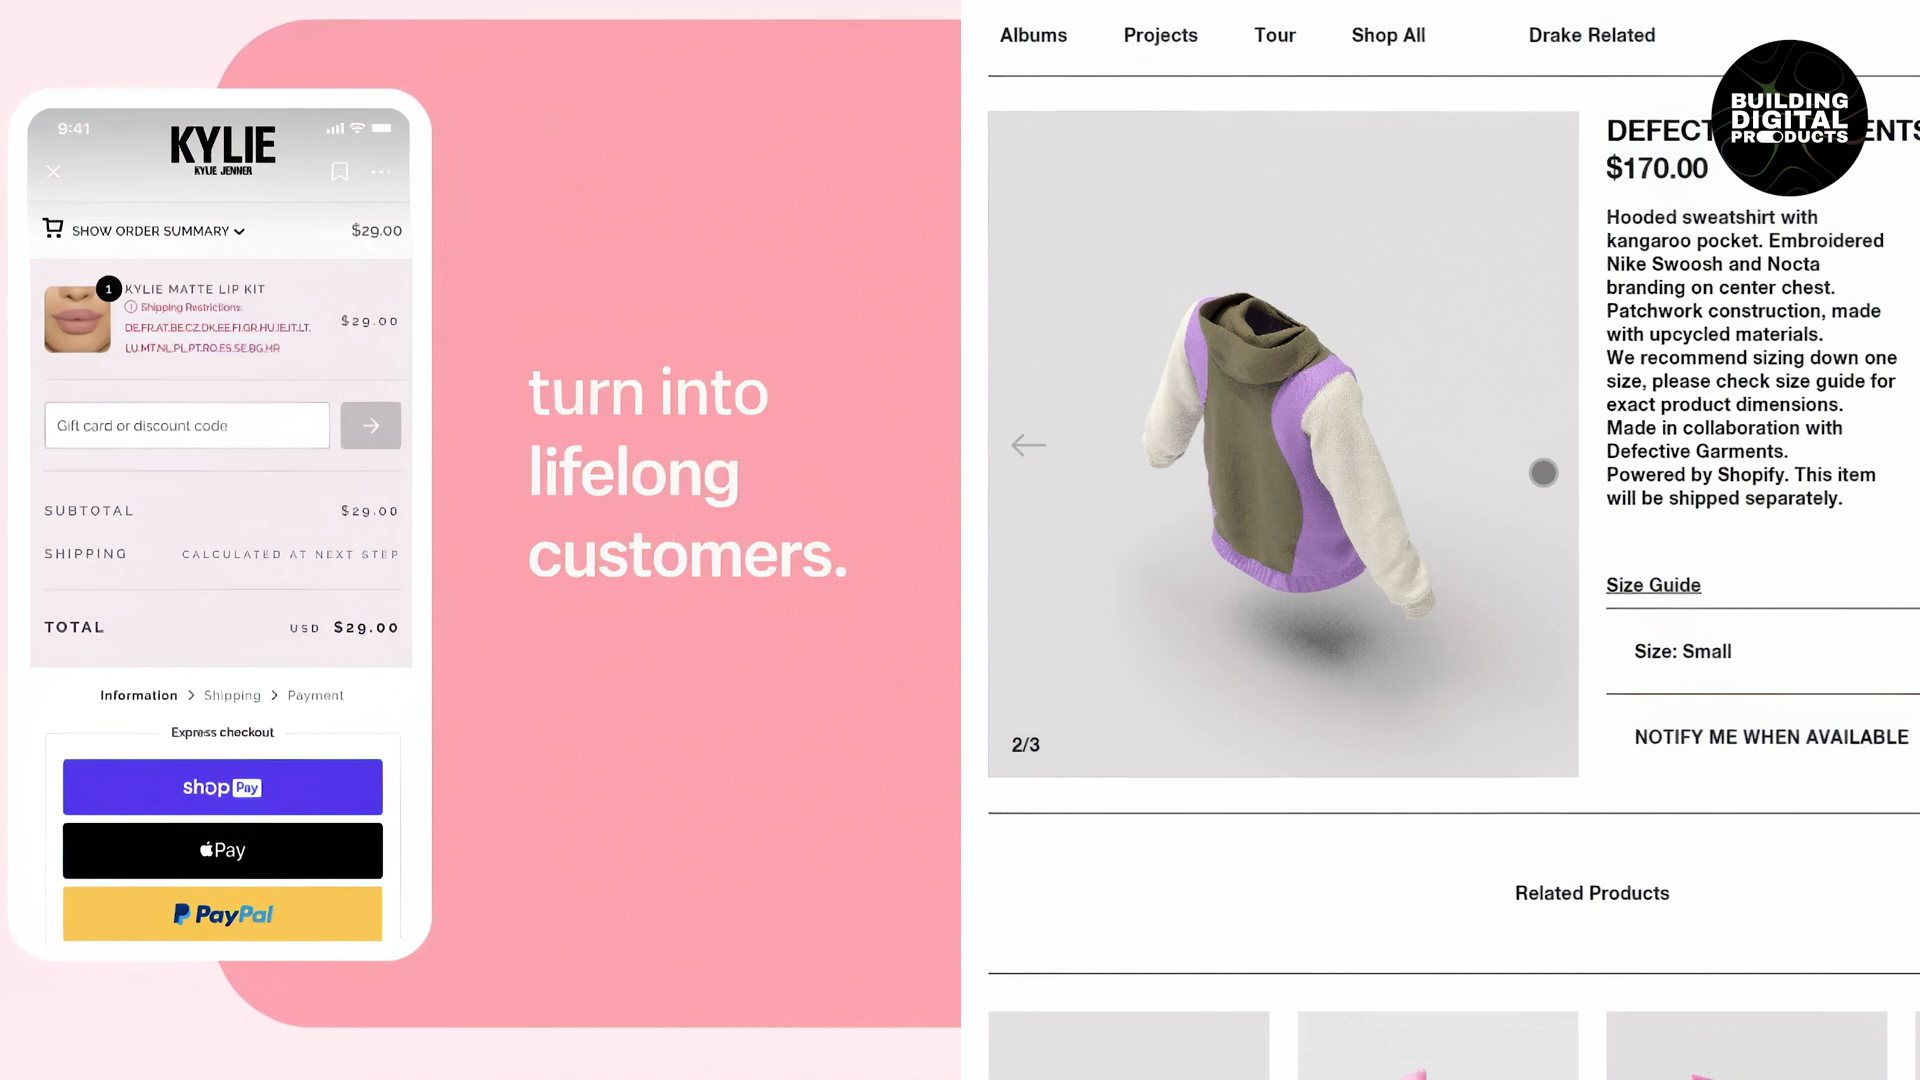 9:41
KYLIE
KYLIE JENNER
SHOW ORDER SUMMARY
$29.00
1
KYLIE MATTE LIP KIT
Shipping Restrictions:
$29.00
DE,FR,AT,BE,CZ,DK,EE,FI,GR,HU,IE,IT,LT,
LU,MT,NL,PL,PT,RO,ES,SE,BG,HR
Gift card or discount code
SUBTOTAL
$29.00
SHIPPING
CALCULATED AT NEXT STEP
TOTAL
USD $29.00
Information > Shipping > Payment
Express checkout
shop Pay
Pay
PayPal
turn into
lifelong
customers.
Albums
Projects
Tour
Shop All
Drake Related
BUILDING
DIGITAL
PRODUCTS
$170.00
Hooded sweatshirt with
kangaroo pocket. Embroidered
Nike Swoosh and Nocta
branding on center chest.
Patchwork construction, made
with upcycled materials.
We recommend sizing down one
size, please check size guide for
exact product dimensions.
Made in collaboration with
Defective Garments.
Powered by Shopify. This item
will be shipped separately.
Size Guide
Size: Small
NOTIFY ME WHEN AVAILABLE
2/3
Related Products